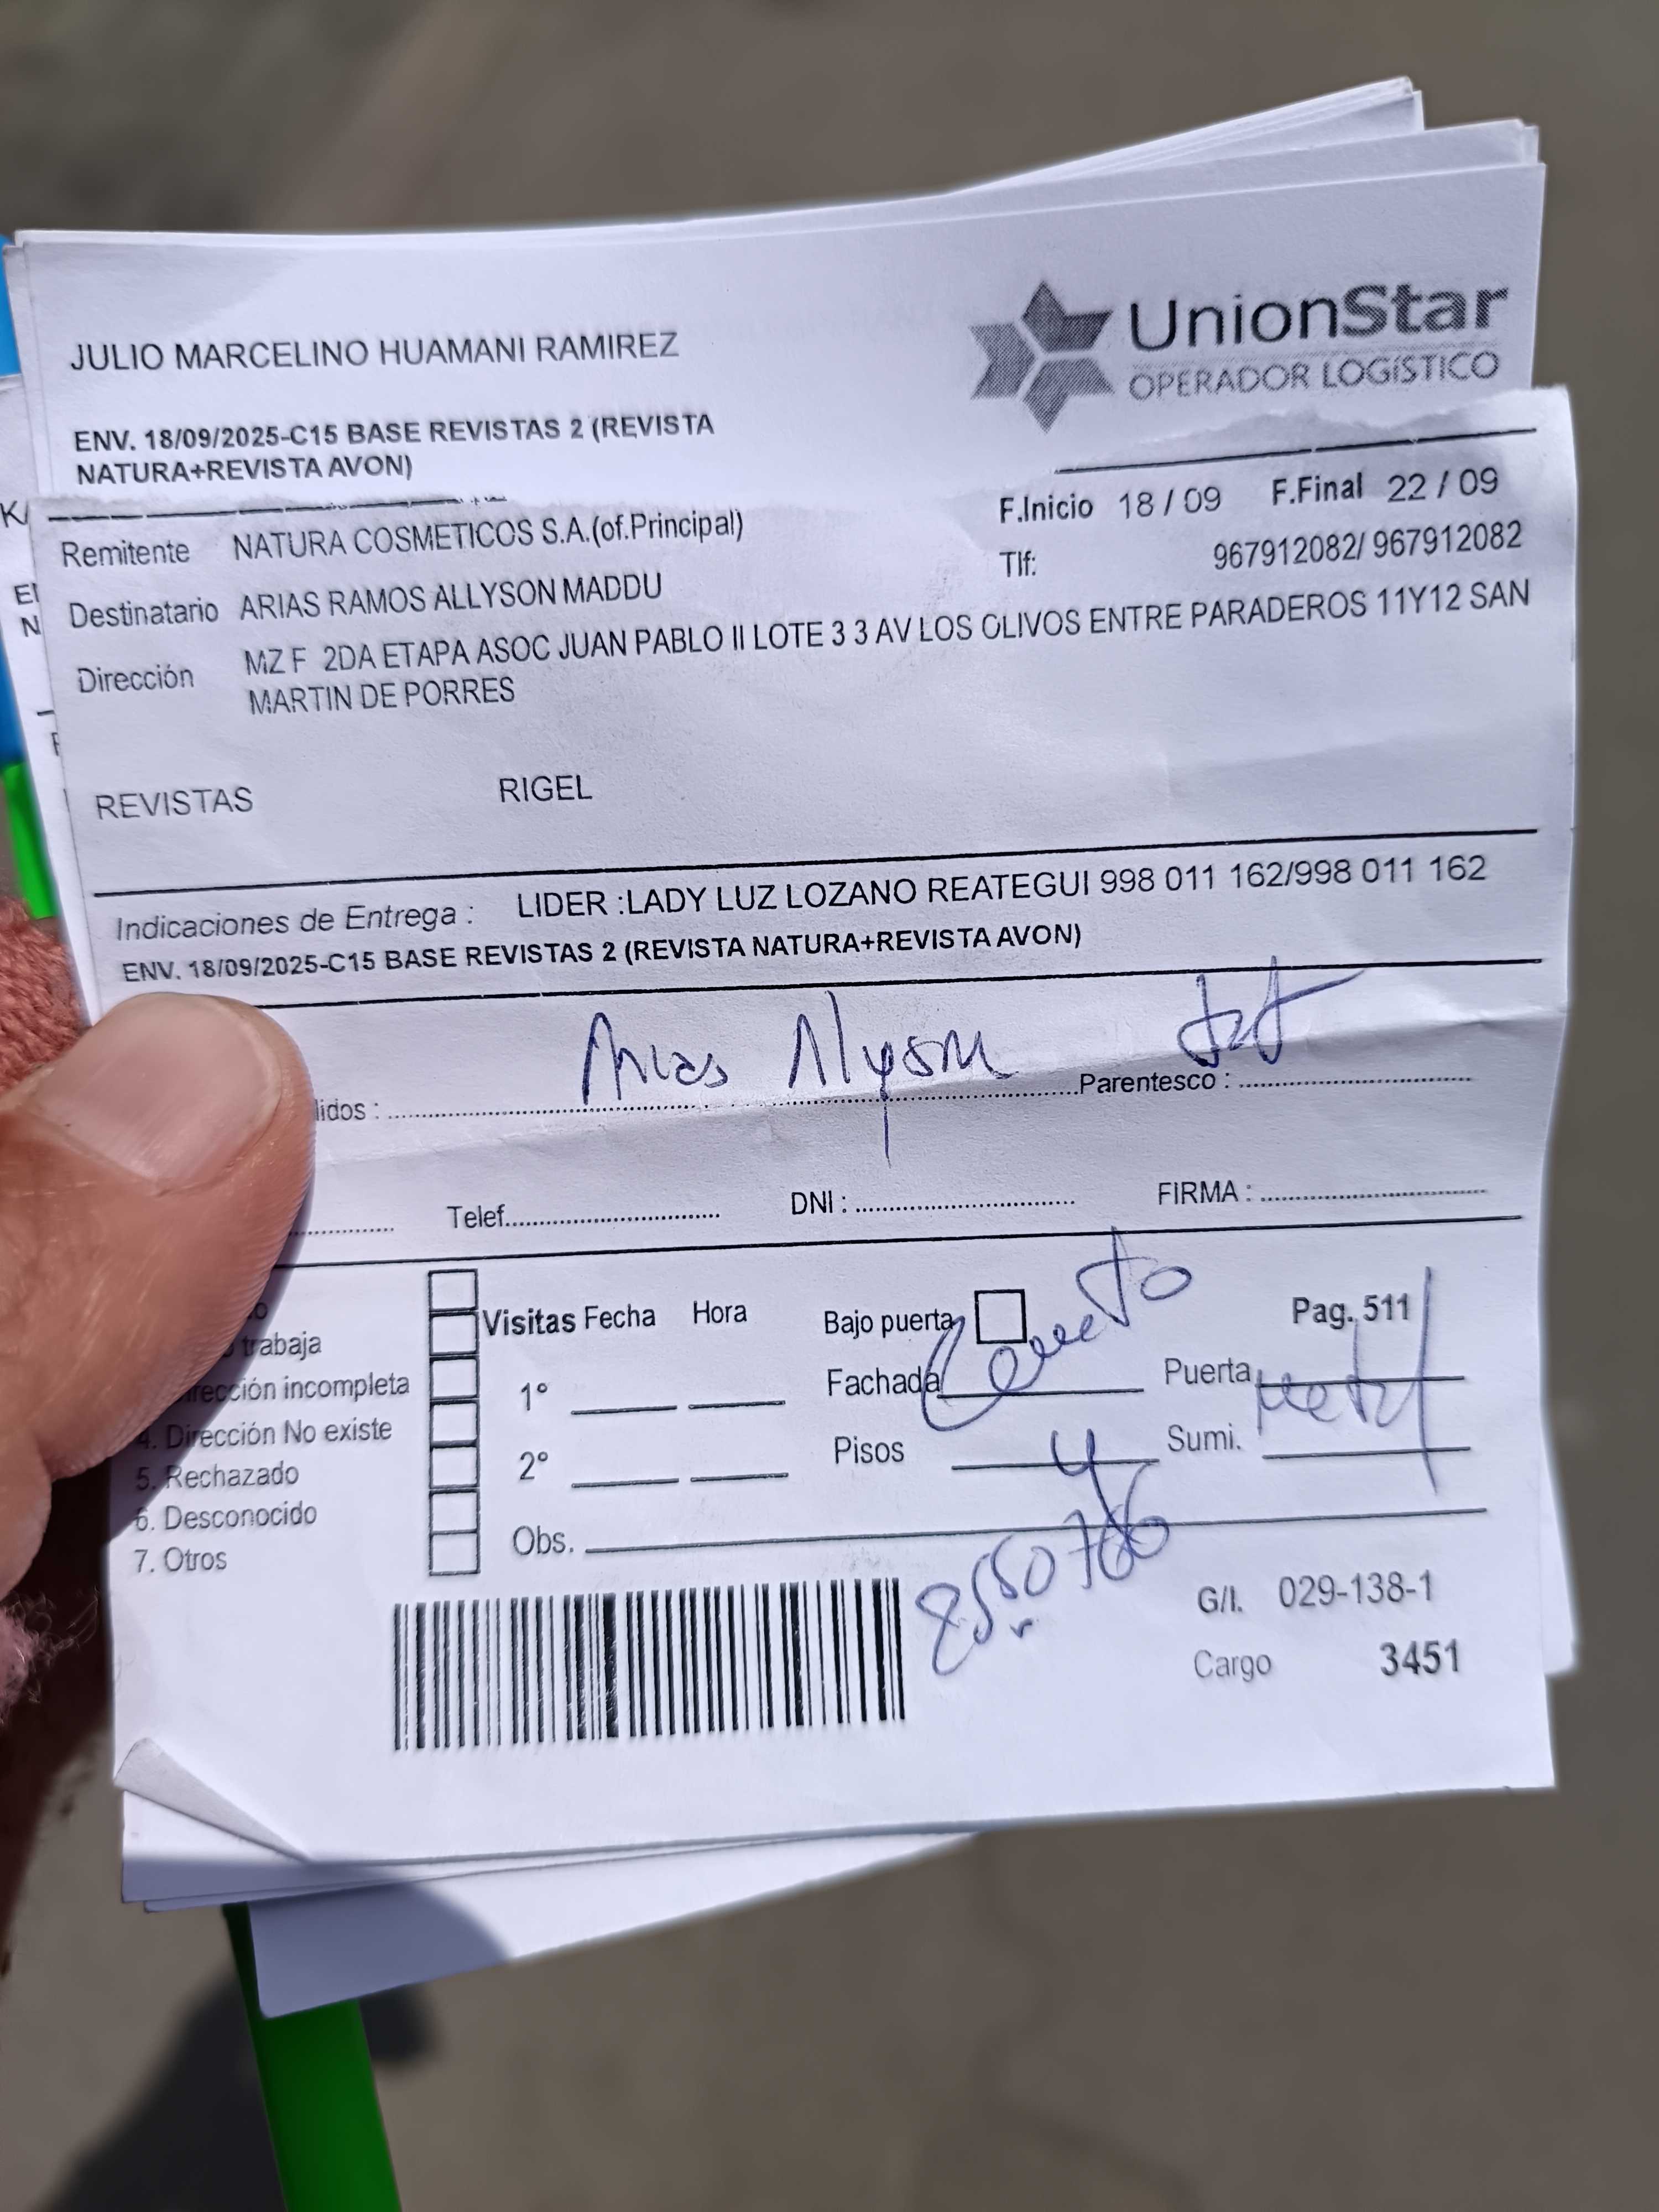 JULIO MARCELINO HUAMANI RAMIREZ
UnionStar
OPERADOR LOGÍSTICO
ENV. 18/09/2025-C15 BASE REVISTAS 2 (REVISTA
NATURA+REVISTA AVON)
F.Inicio 18 / 09 F.Final 22 / 09
Remitente NATURA COSMETICOS S.A.(of.Principal)
Tlf: 967912082/ 967912082
Destinatario ARIAS RAMOS ALLYSON MADDU
Dirección MZ F 2DA ETAPA ASOC JUAN PABLO II LOTE 3 3 AV LOS OLIVOS ENTRE PARADEROS 11Y12 SAN
MARTIN DE PORRES
REVISTAS RIGEL
Indicaciones de Entrega : LIDER :LADY LUZ LOZANO REATEGUI 998 011 162/998 011 162
ENV. 18/09/2025-C15 BASE REVISTAS 2 (REVISTA NATURA+REVISTA AVON)
Arias Alyson tit
lidos : Parentesco :
Telef. DNI : FIRMA :
Visitas Fecha Hora Bajo puerta Pag. 511
trabaja
rección incompleta 1° Fachada Puerta metal
4. Dirección No existe 2° Pisos 4 Sumi.
5. Rechazado
6. Desconocido
7. Otros Obs.
G/I. 029-138-1
Cargo 3451